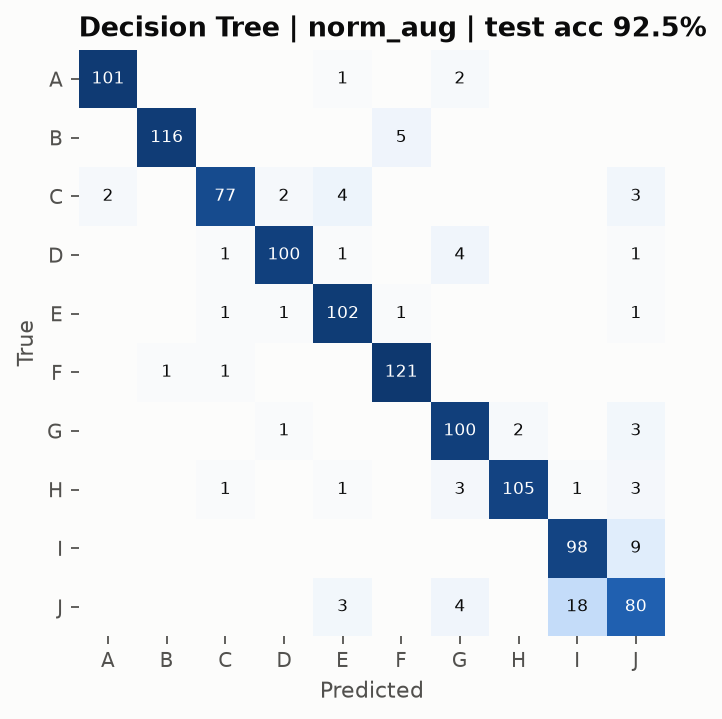 Decision Tree | norm_aug | test acc 92.5%
A 101 1 2
B 116 5
C 2 77 2 4 3
D 1 100 1 4 1
E 1 1 102 1 1
F 1 1 121
G 1 100 2 3
H 1 1 3 105 1 3
I 98 9
J 3 4 18 80
A B C D E F G H I J
Predicted
True